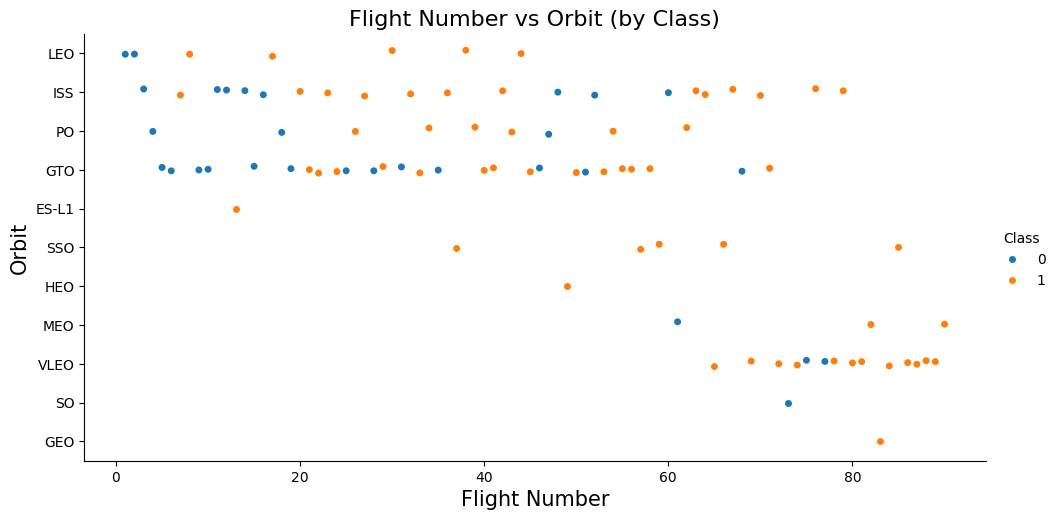 Flight Number vs Orbit (by Class)
LEO
ISS
PO
GTO
ES-L1
SSO
HEO
MEO
VLEO
SO
GEO
Orbit
0
20
40
60
80
Flight Number
Class
0
1